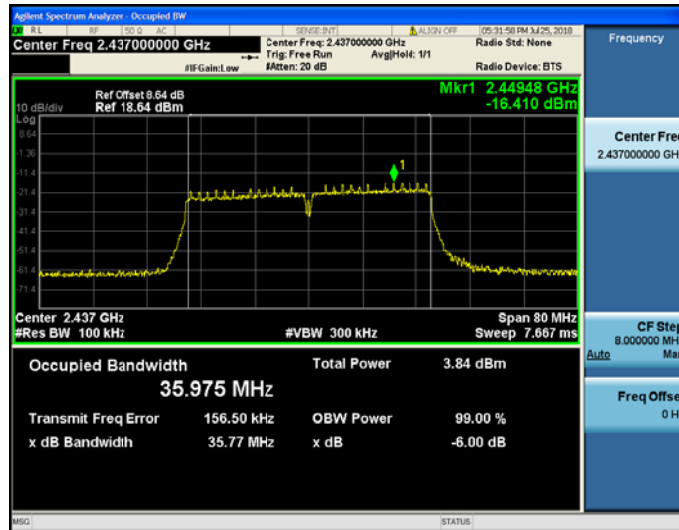 Agilent Spectrum Analyzer - Occupied BW
RL RF 50 Ω AC SENSE:INT ALIGN OFF 05:31:58 PM Jul 25, 2018
Center Freq 2.437000000 GHz
Center Freq: 2.437000000 GHz
Radio Std: None
Trig: Free Run Avg|Hold: 1/1
#IFGain:Low #Atten: 20 dB Radio Device: BTS
Frequency
Ref Offset 8.64 dB
Mkr1 2.44948 GHz
10 dB/div Ref 18.64 dBm
-16.410 dBm
Log
8.64
-1.36
-11.4
-21.4
-31.4
-41.4
-51.4
-61.4
-71.4
1
Center Fre
2.437000000 GH
Center 2.437 GHz Span 80 MHz
#Res BW 100 kHz #VBW 300 kHz Sweep 7.667 ms
CF Step
8.000000 MH
Auto Ma
Occupied Bandwidth Total Power 3.84 dBm
35.975 MHz
Transmit Freq Error 156.50 kHz OBW Power 99.00 %
x dB Bandwidth 35.77 MHz x dB -6.00 dB
Freq Offse
0 H
MSG STATUS